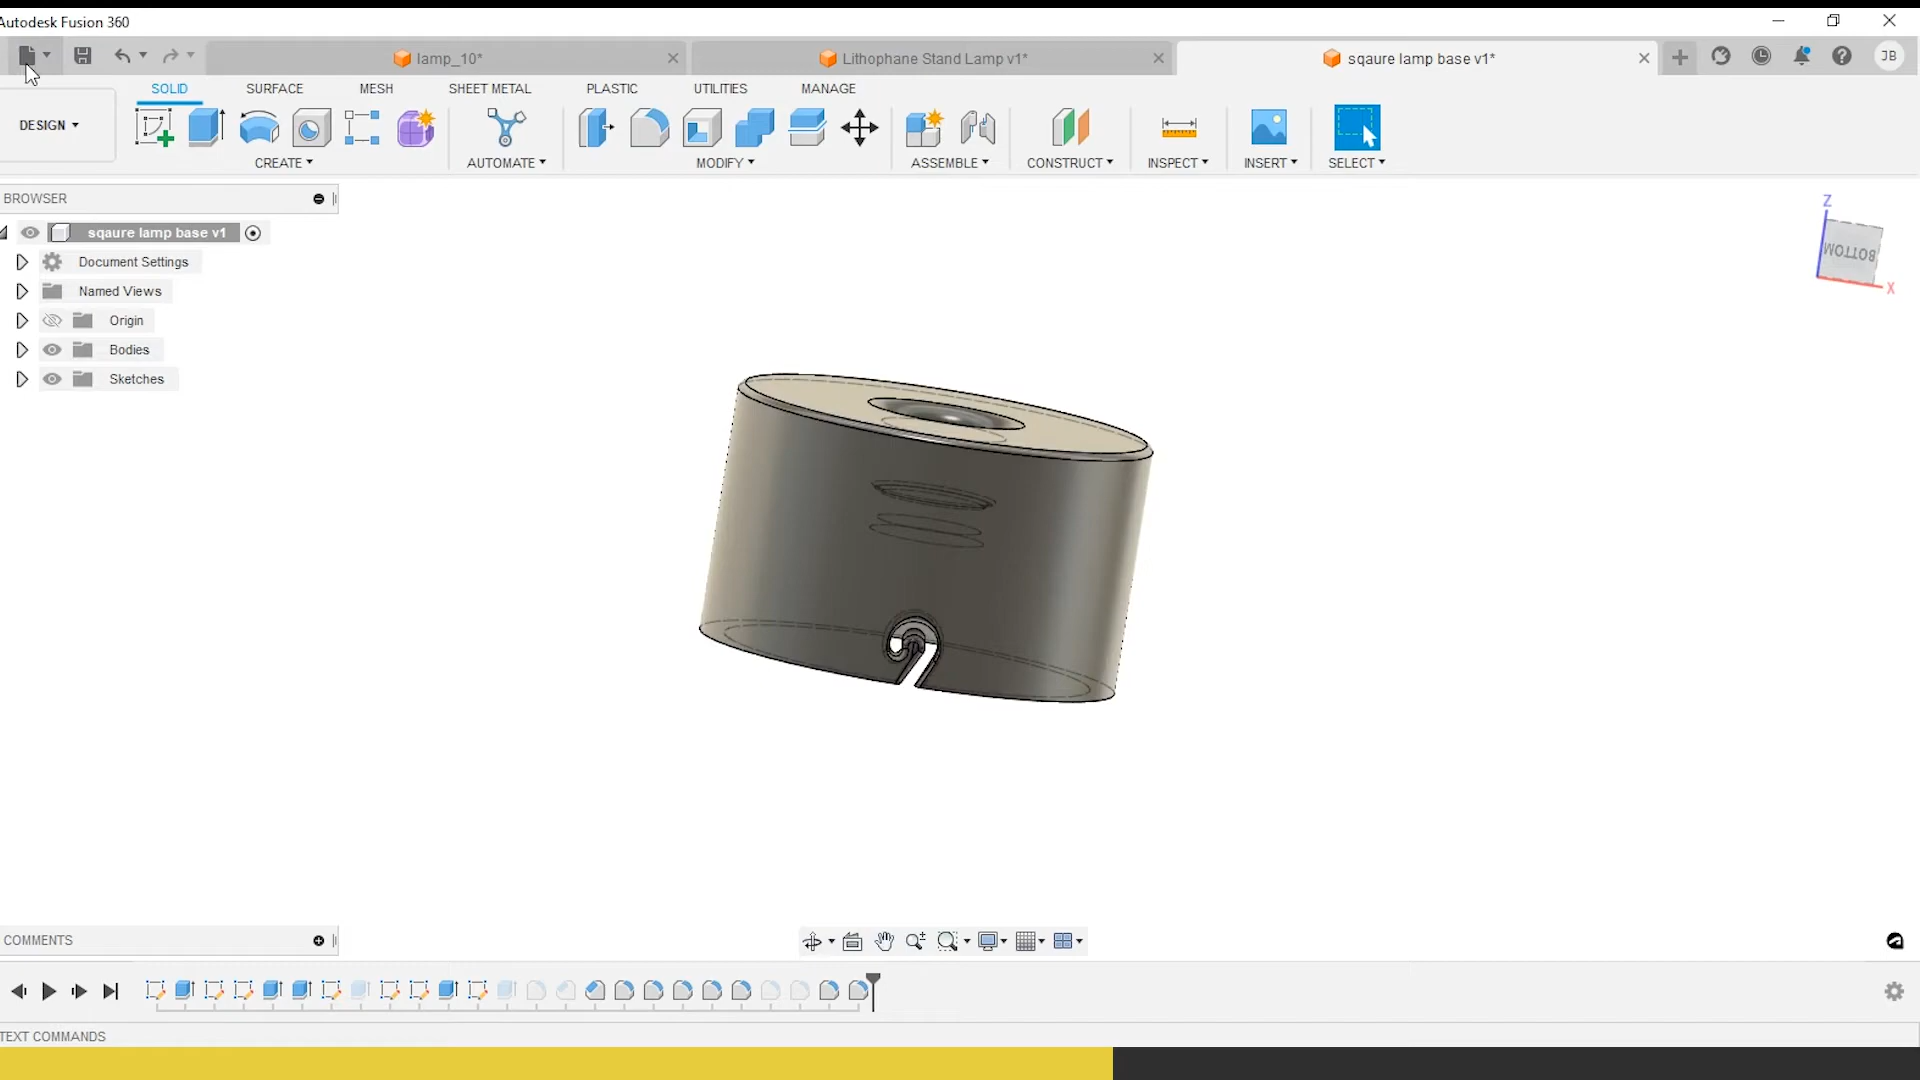 Autodesk Fusion 360
lamp_10*
Lithophane Stand Lamp v1*
sqaure lamp base v1*
JB
SOLID
SURFACE
MESH
SHEET METAL
PLASTIC
UTILITIES
MANAGE
DESIGN
CREATE
AUTOMATE
MODIFY
ASSEMBLE
CONSTRUCT
INSPECT
INSERT
SELECT
BROWSER
sqaure lamp base v1
Document Settings
Named Views
Origin
Bodies
Sketches
Z
BOTTOM
X
COMMENTS
TEXT COMMANDS